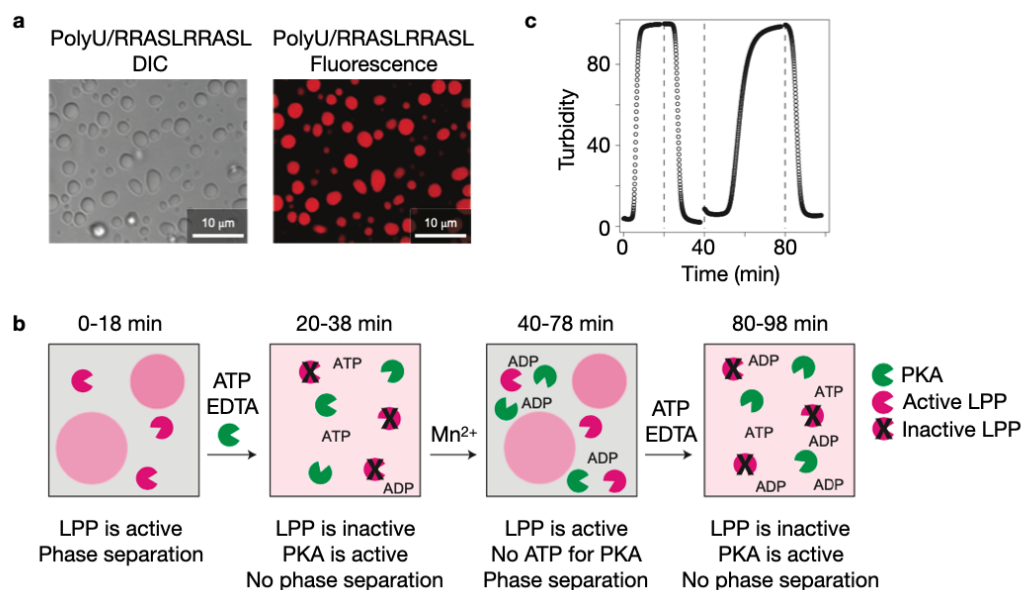 a
PolyU/RRASLRRASL
DIC
PolyU/RRASLRRASL
Fluorescence
10 μm
10 μm
c
Turbidity
80
40
0
0
40
80
Time (min)
b
0-18 min
20-38 min
40-78 min
80-98 min
ATP
EDTA
ATP
ATP
ADP
Mn2+
ADP
ADP
ADP
ATP
EDTA
ADP
ATP
ATP
ADP
ADP
ADP
PKA
Active LPP
Inactive LPP
LPP is active
Phase separation
LPP is inactive
PKA is active
No phase separation
LPP is active
No ATP for PKA
Phase separation
LPP is inactive
PKA is active
No phase separation